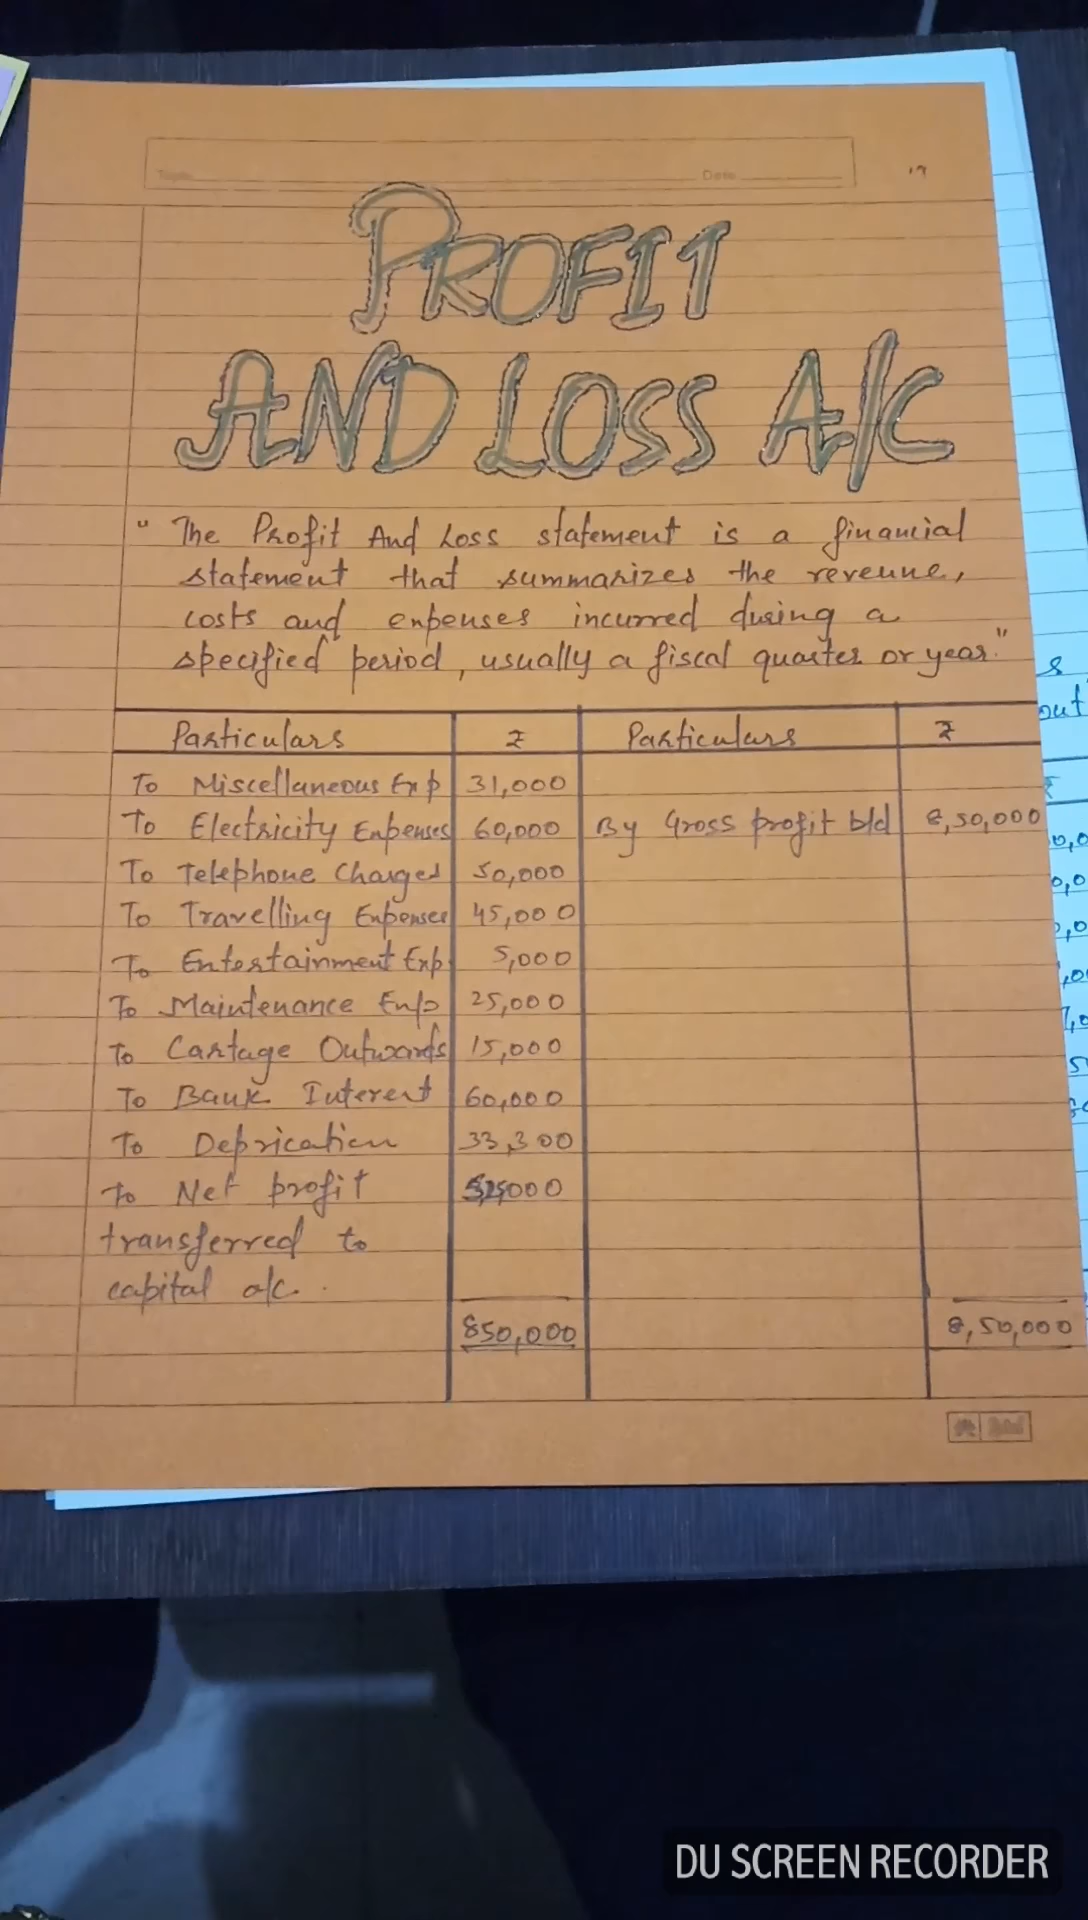 Date
PROFIT
AND LOSS A/C
" The Profit And Loss statement is a financial
statement that summarizes the revenue,
costs and expenses incurred during a
specified period, usually a fiscal quarter or year."
Particulars ₹ Particulars ₹
To Miscellaneous Exp 31,000
To Electricity Expenses 60,000 By Gross profit b/d 8,50,000
To Telephone Charges 50,000
To Travelling Expenses 45,000
To Entertainment Exp. 5,000
To Maintenance Exp 25,000
To Cartage Outwards 15,000
To Bank Interest 60,000
To Deprication 33,300
To Net profit
transferred to
capital a/c.
850,000 8,50,000
out
DU SCREEN RECORDER